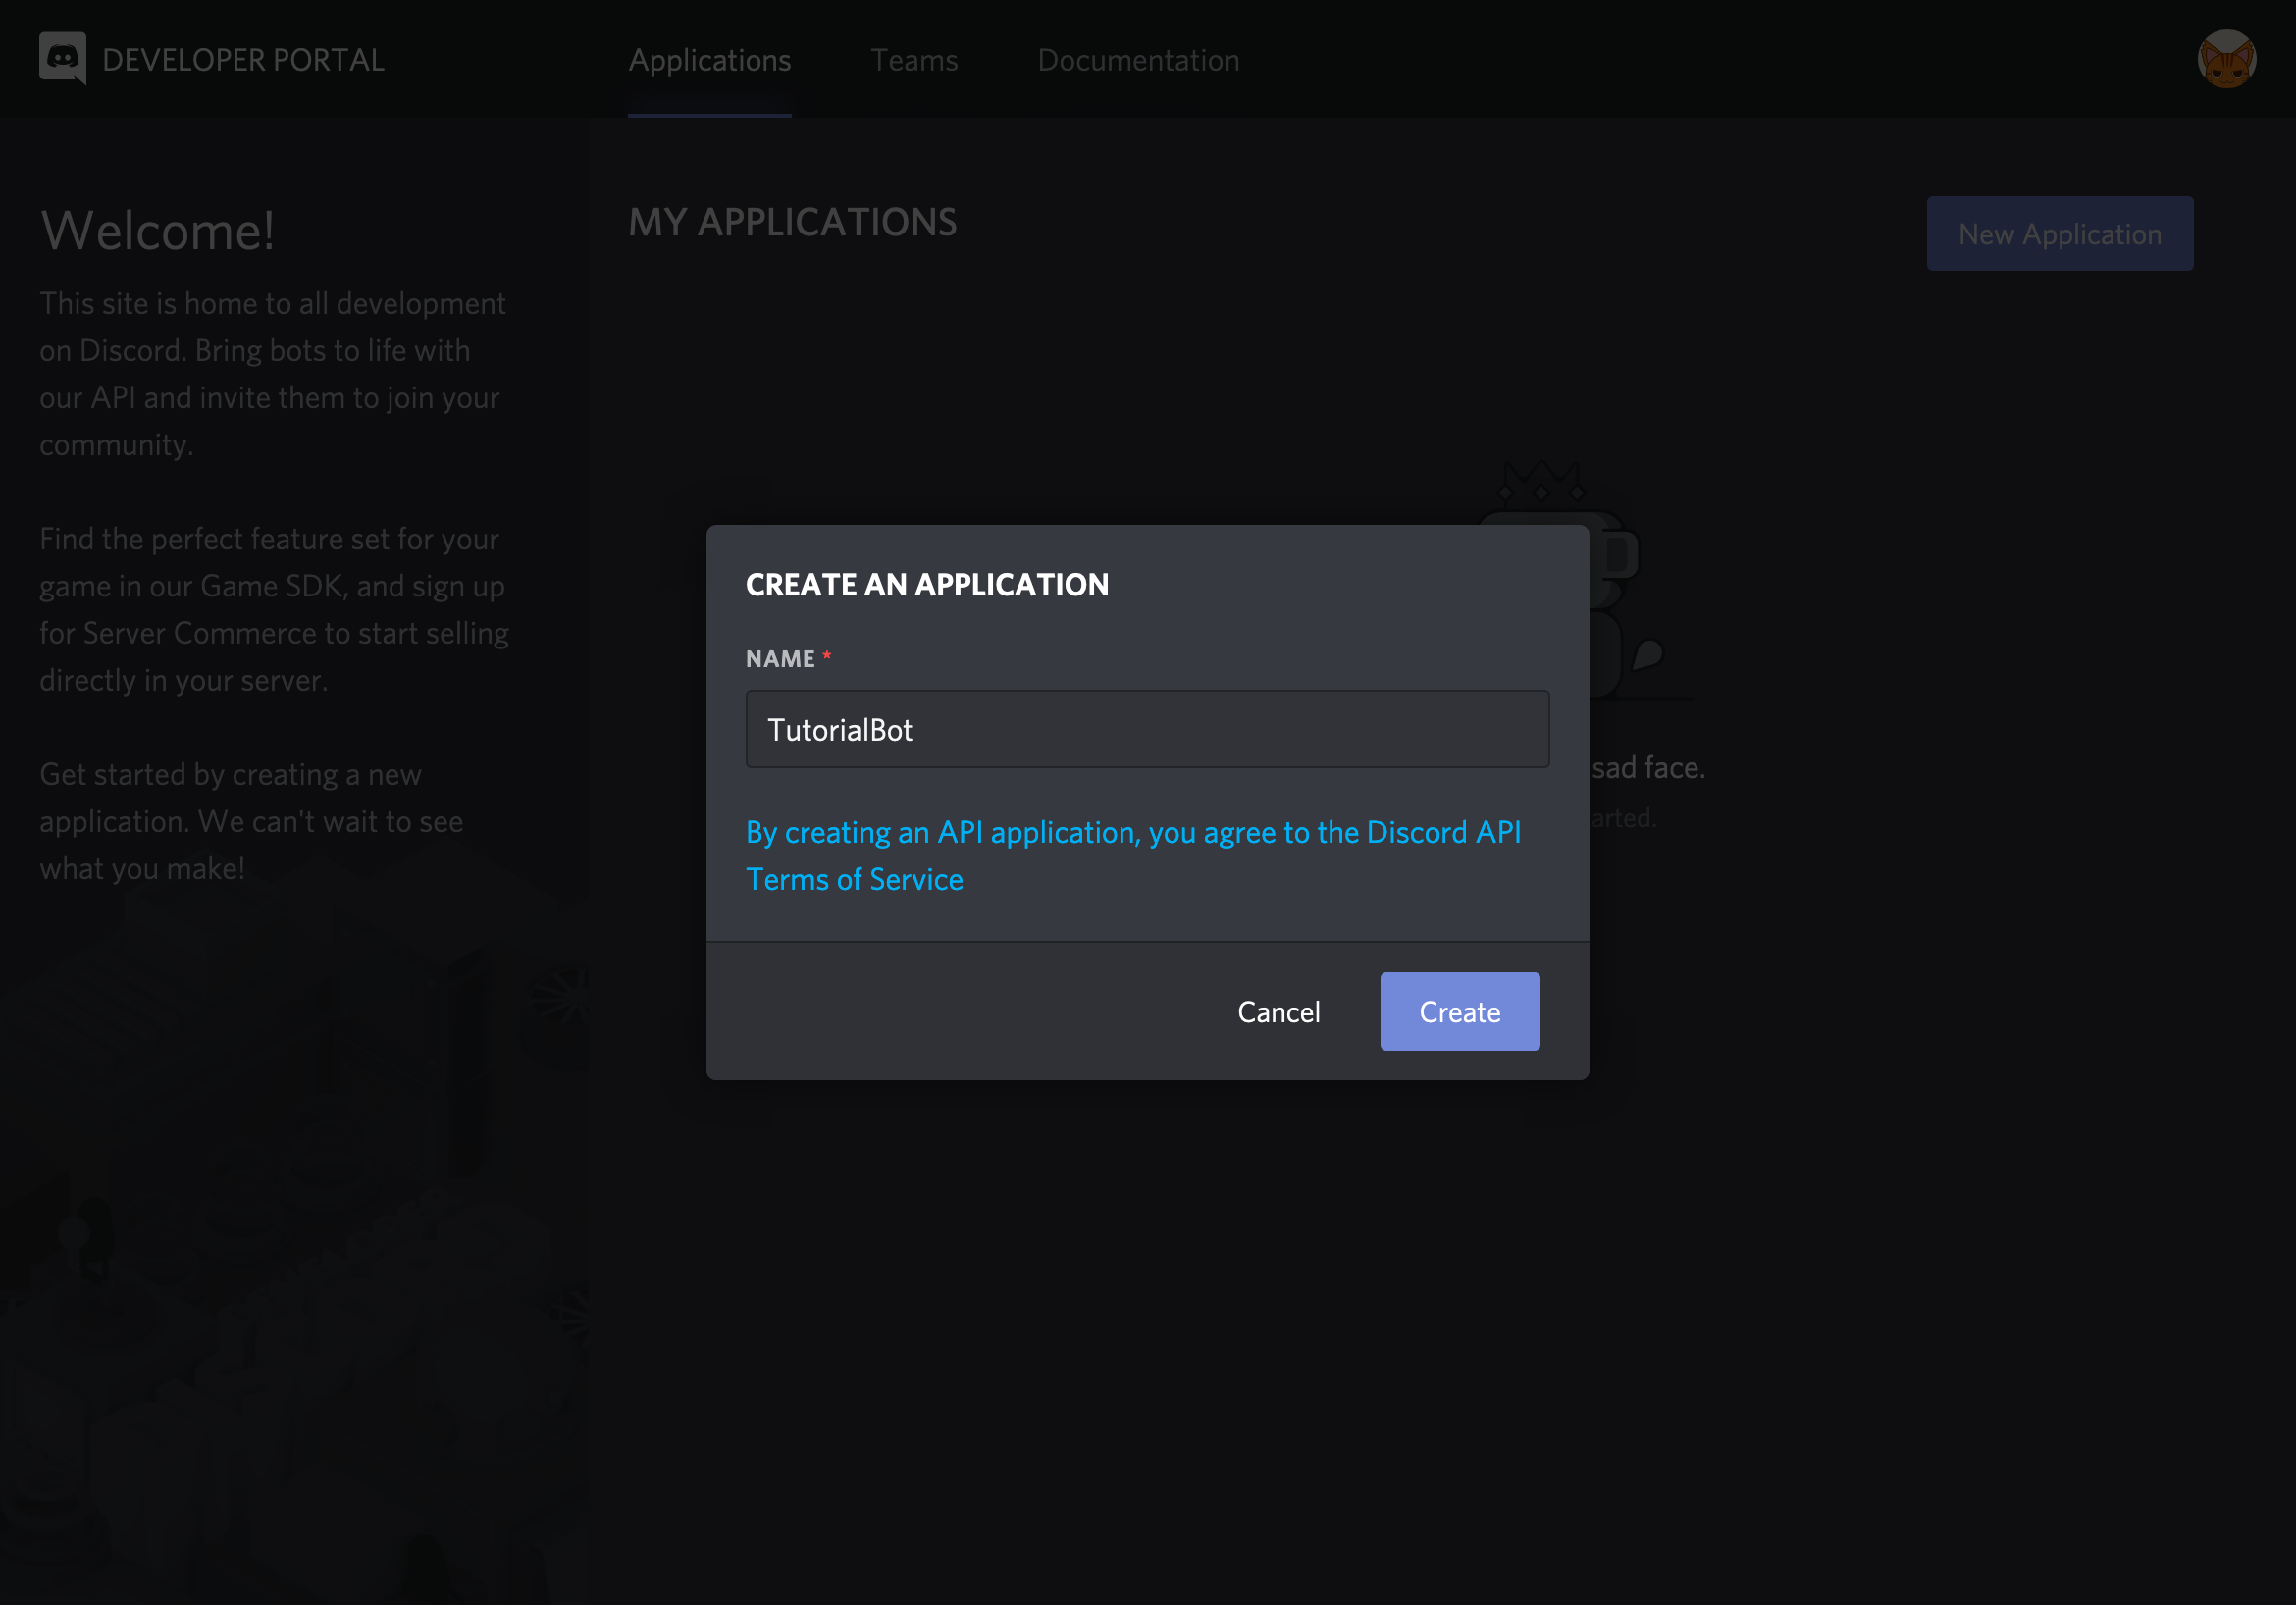 DEVELOPER PORTAL
Applications
Teams
Documentation
Welcome!
This site is home to all development
on Discord. Bring bots to life with
our API and invite them to join your
community.
Find the perfect feature set for your
game in our Game SDK, and sign up
for Server Commerce to start selling
directly in your server.
Get started by creating a new
application. We can't wait to see
what you make!
MY APPLICATIONS
New Application
CREATE AN APPLICATION
NAME *
TutorialBot
By creating an API application, you agree to the Discord API
Terms of Service
Cancel
Create
sad face.
arted.